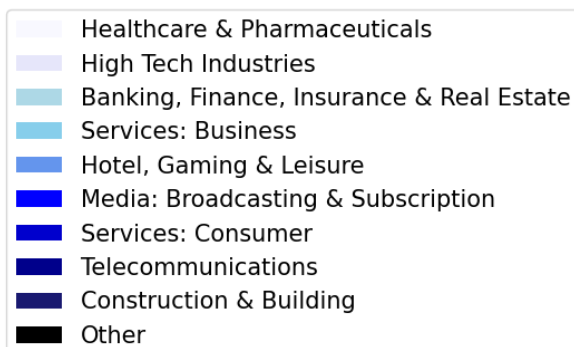 Healthcare & Pharmaceuticals
High Tech Industries
Banking, Finance, Insurance & Real Estate
Services: Business
Hotel, Gaming & Leisure
Media: Broadcasting & Subscription
Services: Consumer
Telecommunications
Construction & Building
Other